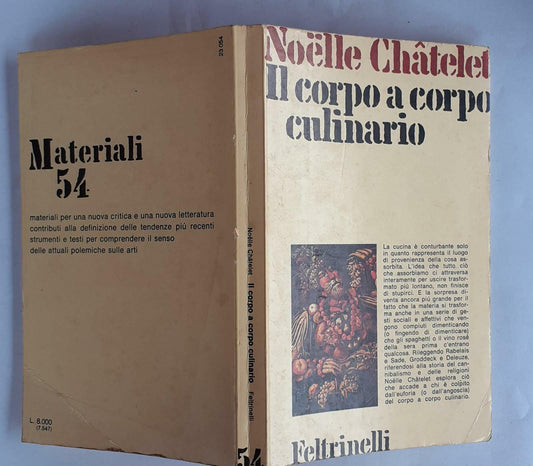 23 054
Materiali
54
materiali per una nuova critica e una nuova letteratura
contributi alla definizione delle tendenze più recenti
strumenti e testi per comprendere il senso
delle attuali polemiche sulle arti
L. 8.000
(7.547)
Noëlle Châtelet Il corpo a corpo culinario Feltrinelli
54
Noëlle Châtelet
Il corpo a corpo
culinario
La cucina è conturbante solo
in quanto rappresenta il luogo
di provenienza della cosa as-
sorbita. L'idea che tutto ciò
che assorbiamo ci attraversa
interamente per uscire trasfor-
mato più lontano, non finisce
di stupirci. E la sorpresa di-
venta ancora più grande per il
fatto che la materia si trasfor-
ma anche in una serie di ge-
sti sociali e affettivi che ven-
gono compiuti dimenticando
(o fingendo di dimenticare)
che gli spaghetti o il vino rosé
della sera prima c'entrano
qualcosa. Rileggendo Rabelais
e Sade, Groddeck e Deleuze,
riferendosi alla storia del can-
nibalismo e delle religioni
Noëlle Châtelet esplora ciò
che accade a chi è colpito
dall'euforia (o dall'angoscia)
del corpo a corpo culinario.
Feltrinelli